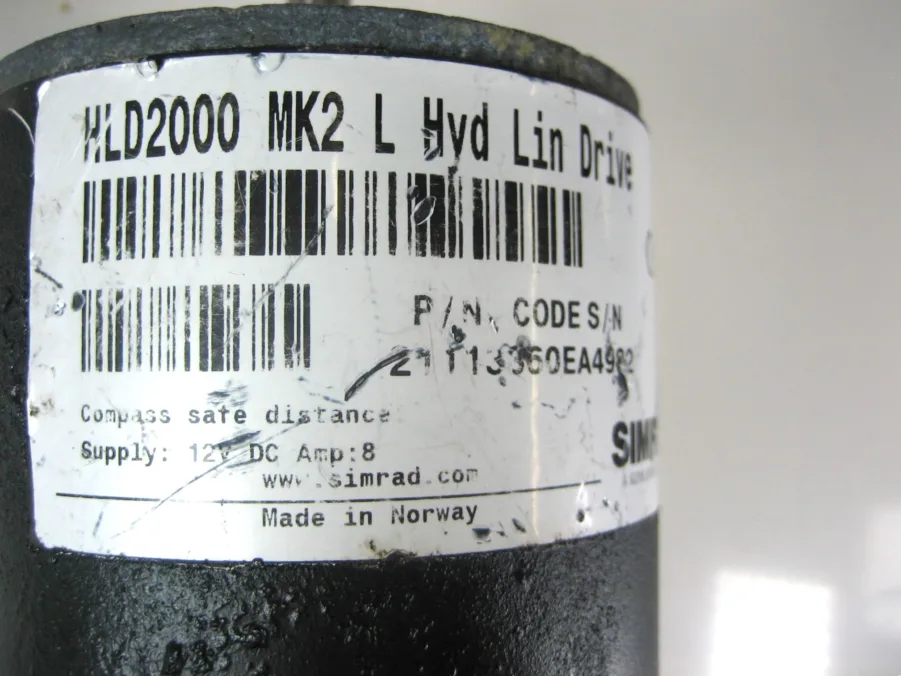 HLD2000 MK2 L Hyd Lin Drive
P/N. CODE S/N
Compass safe distance
Supply: 12v DC Amp:8
www.simrad.com
Made in Norway